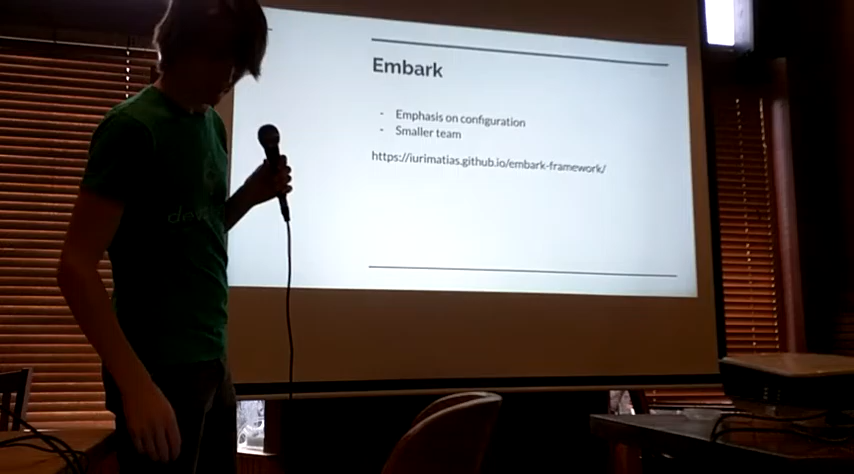 Embark
- Emphasis on configuration
- Smaller team
https://iurimatias.github.io/embark-framework/